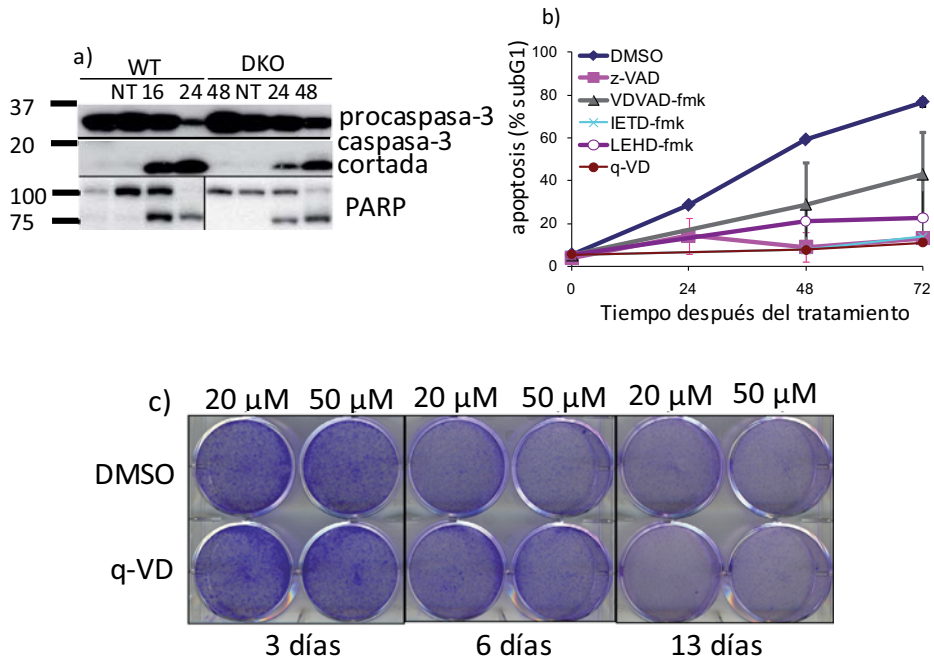 a)
WT DKO
NT 16 24 48 NT 24 48
37
procaspasa-3
20
caspasa-3
cortada
100
PARP
75
b)
apoptosis (% subG1)
100
80
60
40
20
0
DMSO
z-VAD
VDVAD-fmk
IETD-fmk
LEHD-fmk
q-VD
0 24 48 72
Tiempo después del tratamiento
c)
20 µM 50 µM 20 µM 50 µM 20 µM 50 µM
DMSO
q-VD
3 días 6 días 13 días